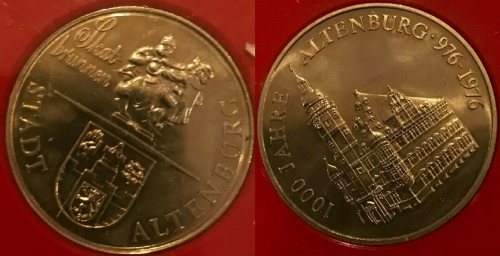 Skat-
brunnen
STADT ALTENBURG
1000 JAHRE ALTENBURG · 976-1976